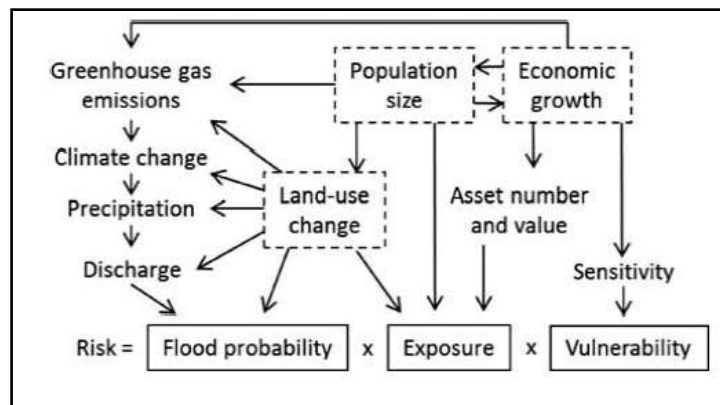 Greenhouse gas
emissions
Population
size
Economic
growth
Climate change
Precipitation
Land-use
change
Asset number
and value
Discharge
Sensitivity
Risk = Flood probability x Exposure x Vulnerability